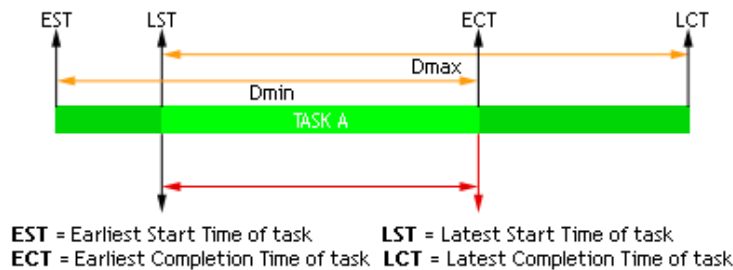 EST LST ECT LCT
Dmax
Dmin
TASK A
EST = Earliest Start Time of task LST = Latest Start Time of task
ECT = Earliest Completion Time of task LCT = Latest Completion Time of task